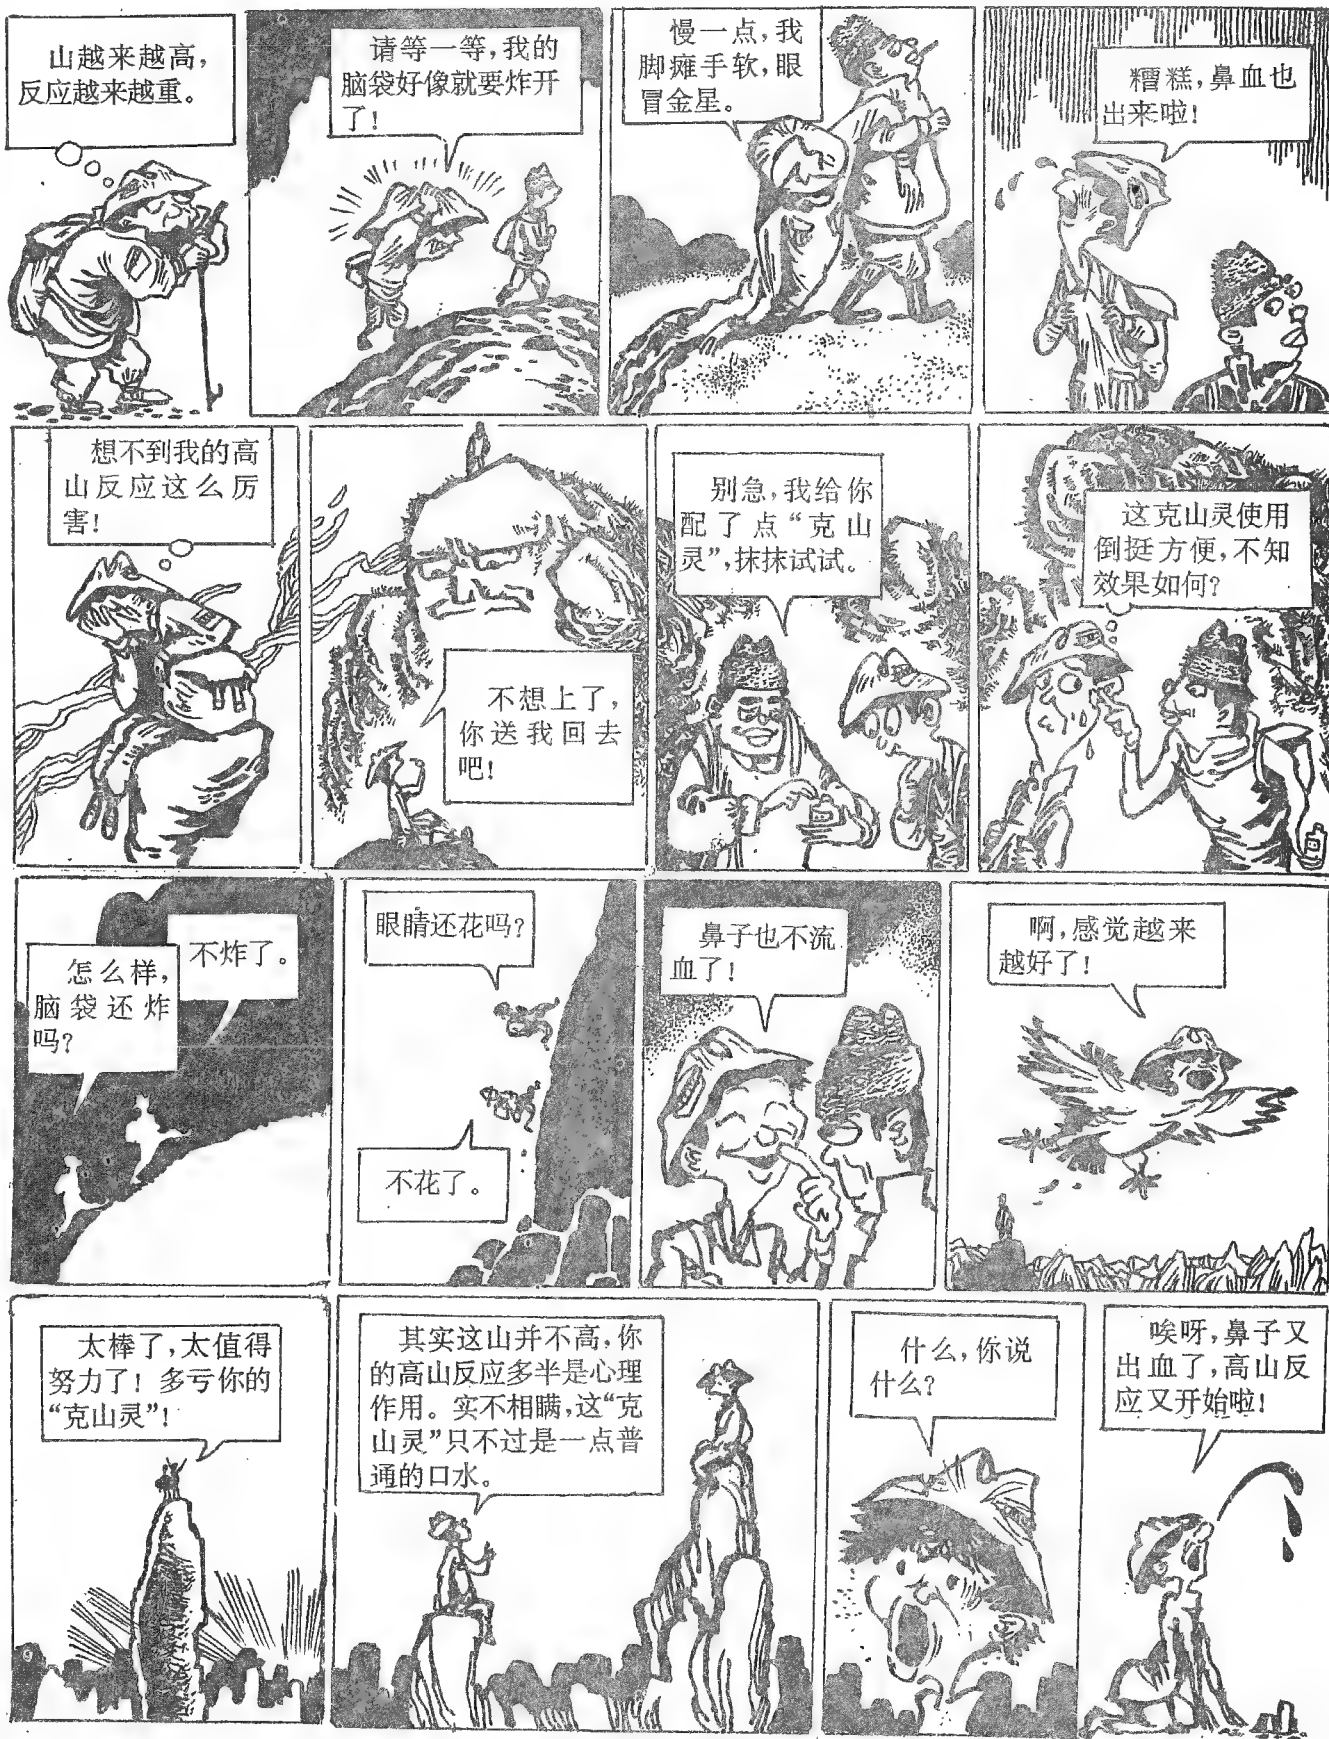 山越来越高，
反应越来越重。
请等一等，我的
脑袋好像就要炸开
了！
慢一点，我
脚瘫手软，眼
冒金星。
糟糕，鼻血也
出来啦！
想不到我的高
山反应这么厉
害！
不想上了，
你送我回去
吧！
别急，我给你
配了点“克山
灵”，抹抹试试。
这克山灵使用
倒挺方便，不知
效果如何？
怎么样，
脑袋还炸
吗？
不炸了。
眼睛还花吗？
不花了。
鼻子也不流
血了！
啊，感觉越来
越好了！
太棒了，太值得
努力了！多亏你的
“克山灵”！
其实这山并不高，你
的高山反应多半是心理
作用。实不相瞒，这“克
山灵”只不过是一点普
通的口水。
什么，你说
什么？
唉呀，鼻子又
出血了，高山反
应又开始啦！